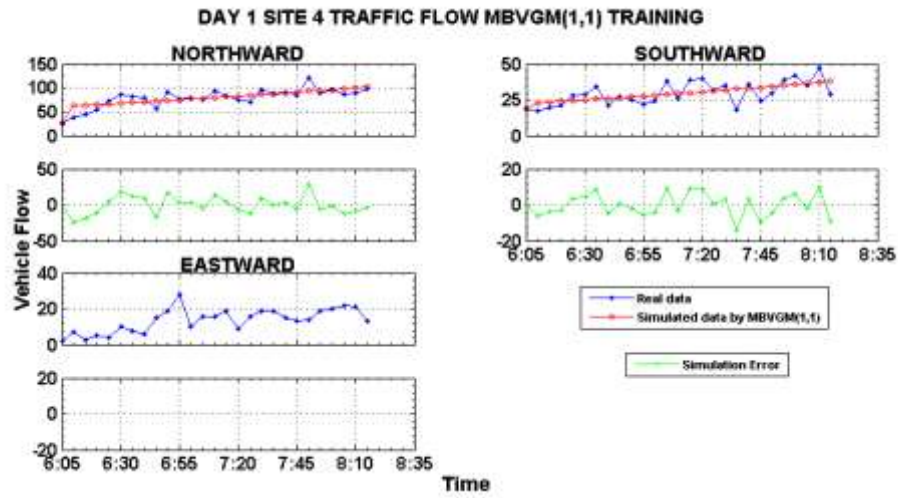 DAY 1 SITE 4 TRAFFIC FLOW MBVGM(1,1) TRAINING
NORTHWARD
150
100
50
0
50
0
-50
SOUTHWARD
50
25
0
20
0
-20
6:05 6:30 6:55 7:20 7:45 8:10 8:35
Vehicle Flow
EASTWARD
40
20
0
20
0
-20
6:05 6:30 6:55 7:20 7:45 8:10 8:35
Time
Real data
Simulated data by MBVGM(1,1)
Simulation Error